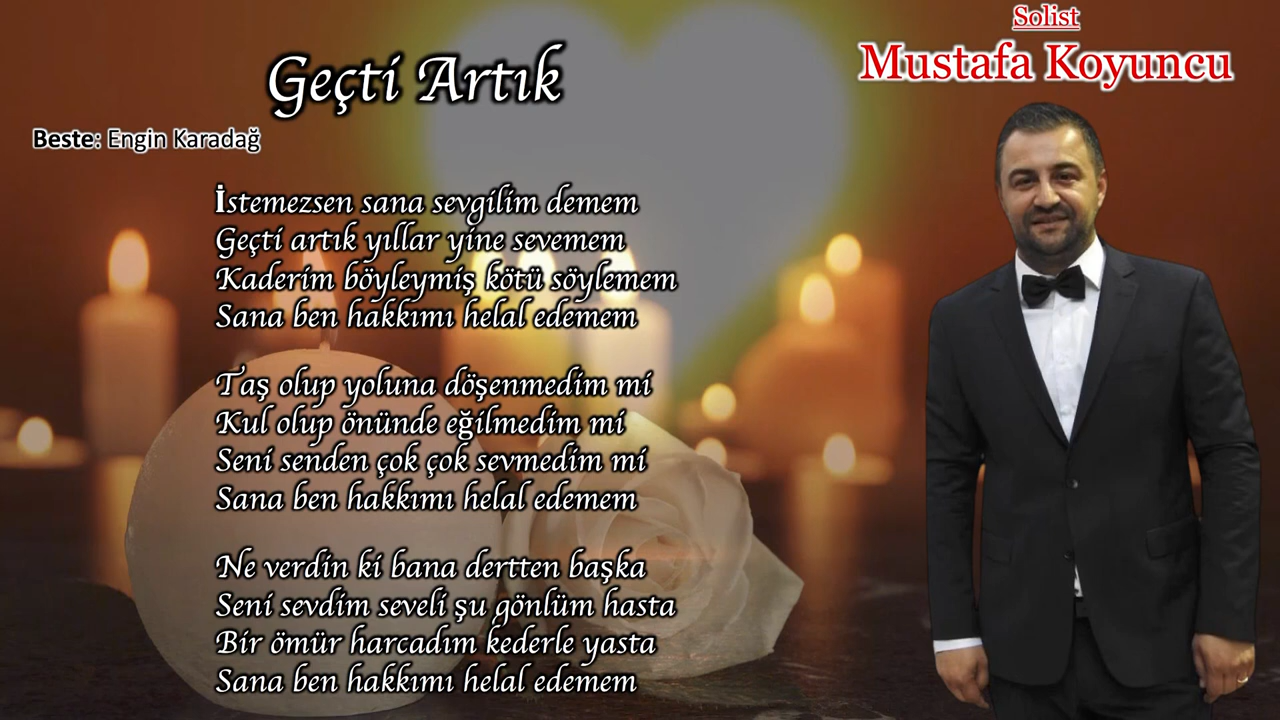 Solist
Mustafa Koyuncu
Geçti Artık
Beste: Engin Karadağ
İstemezsen sana sevgilim demem
Geçti artık yıllar yine sevemem
Kaderim böyleymiş kötü söylemem
Sana ben hakkımı helal edemem
Taş olup yoluna döşenmedim mi
Kul olup önünde eğilmedim mi
Seni senden çok çok sevmedim mi
Sana ben hakkımı helal edemem
Ne verdin ki bana dertten başka
Seni sevdim seveli şu gönlüm hasta
Bir ömür harcadım kederle yasta
Sana ben hakkımı helal edemem